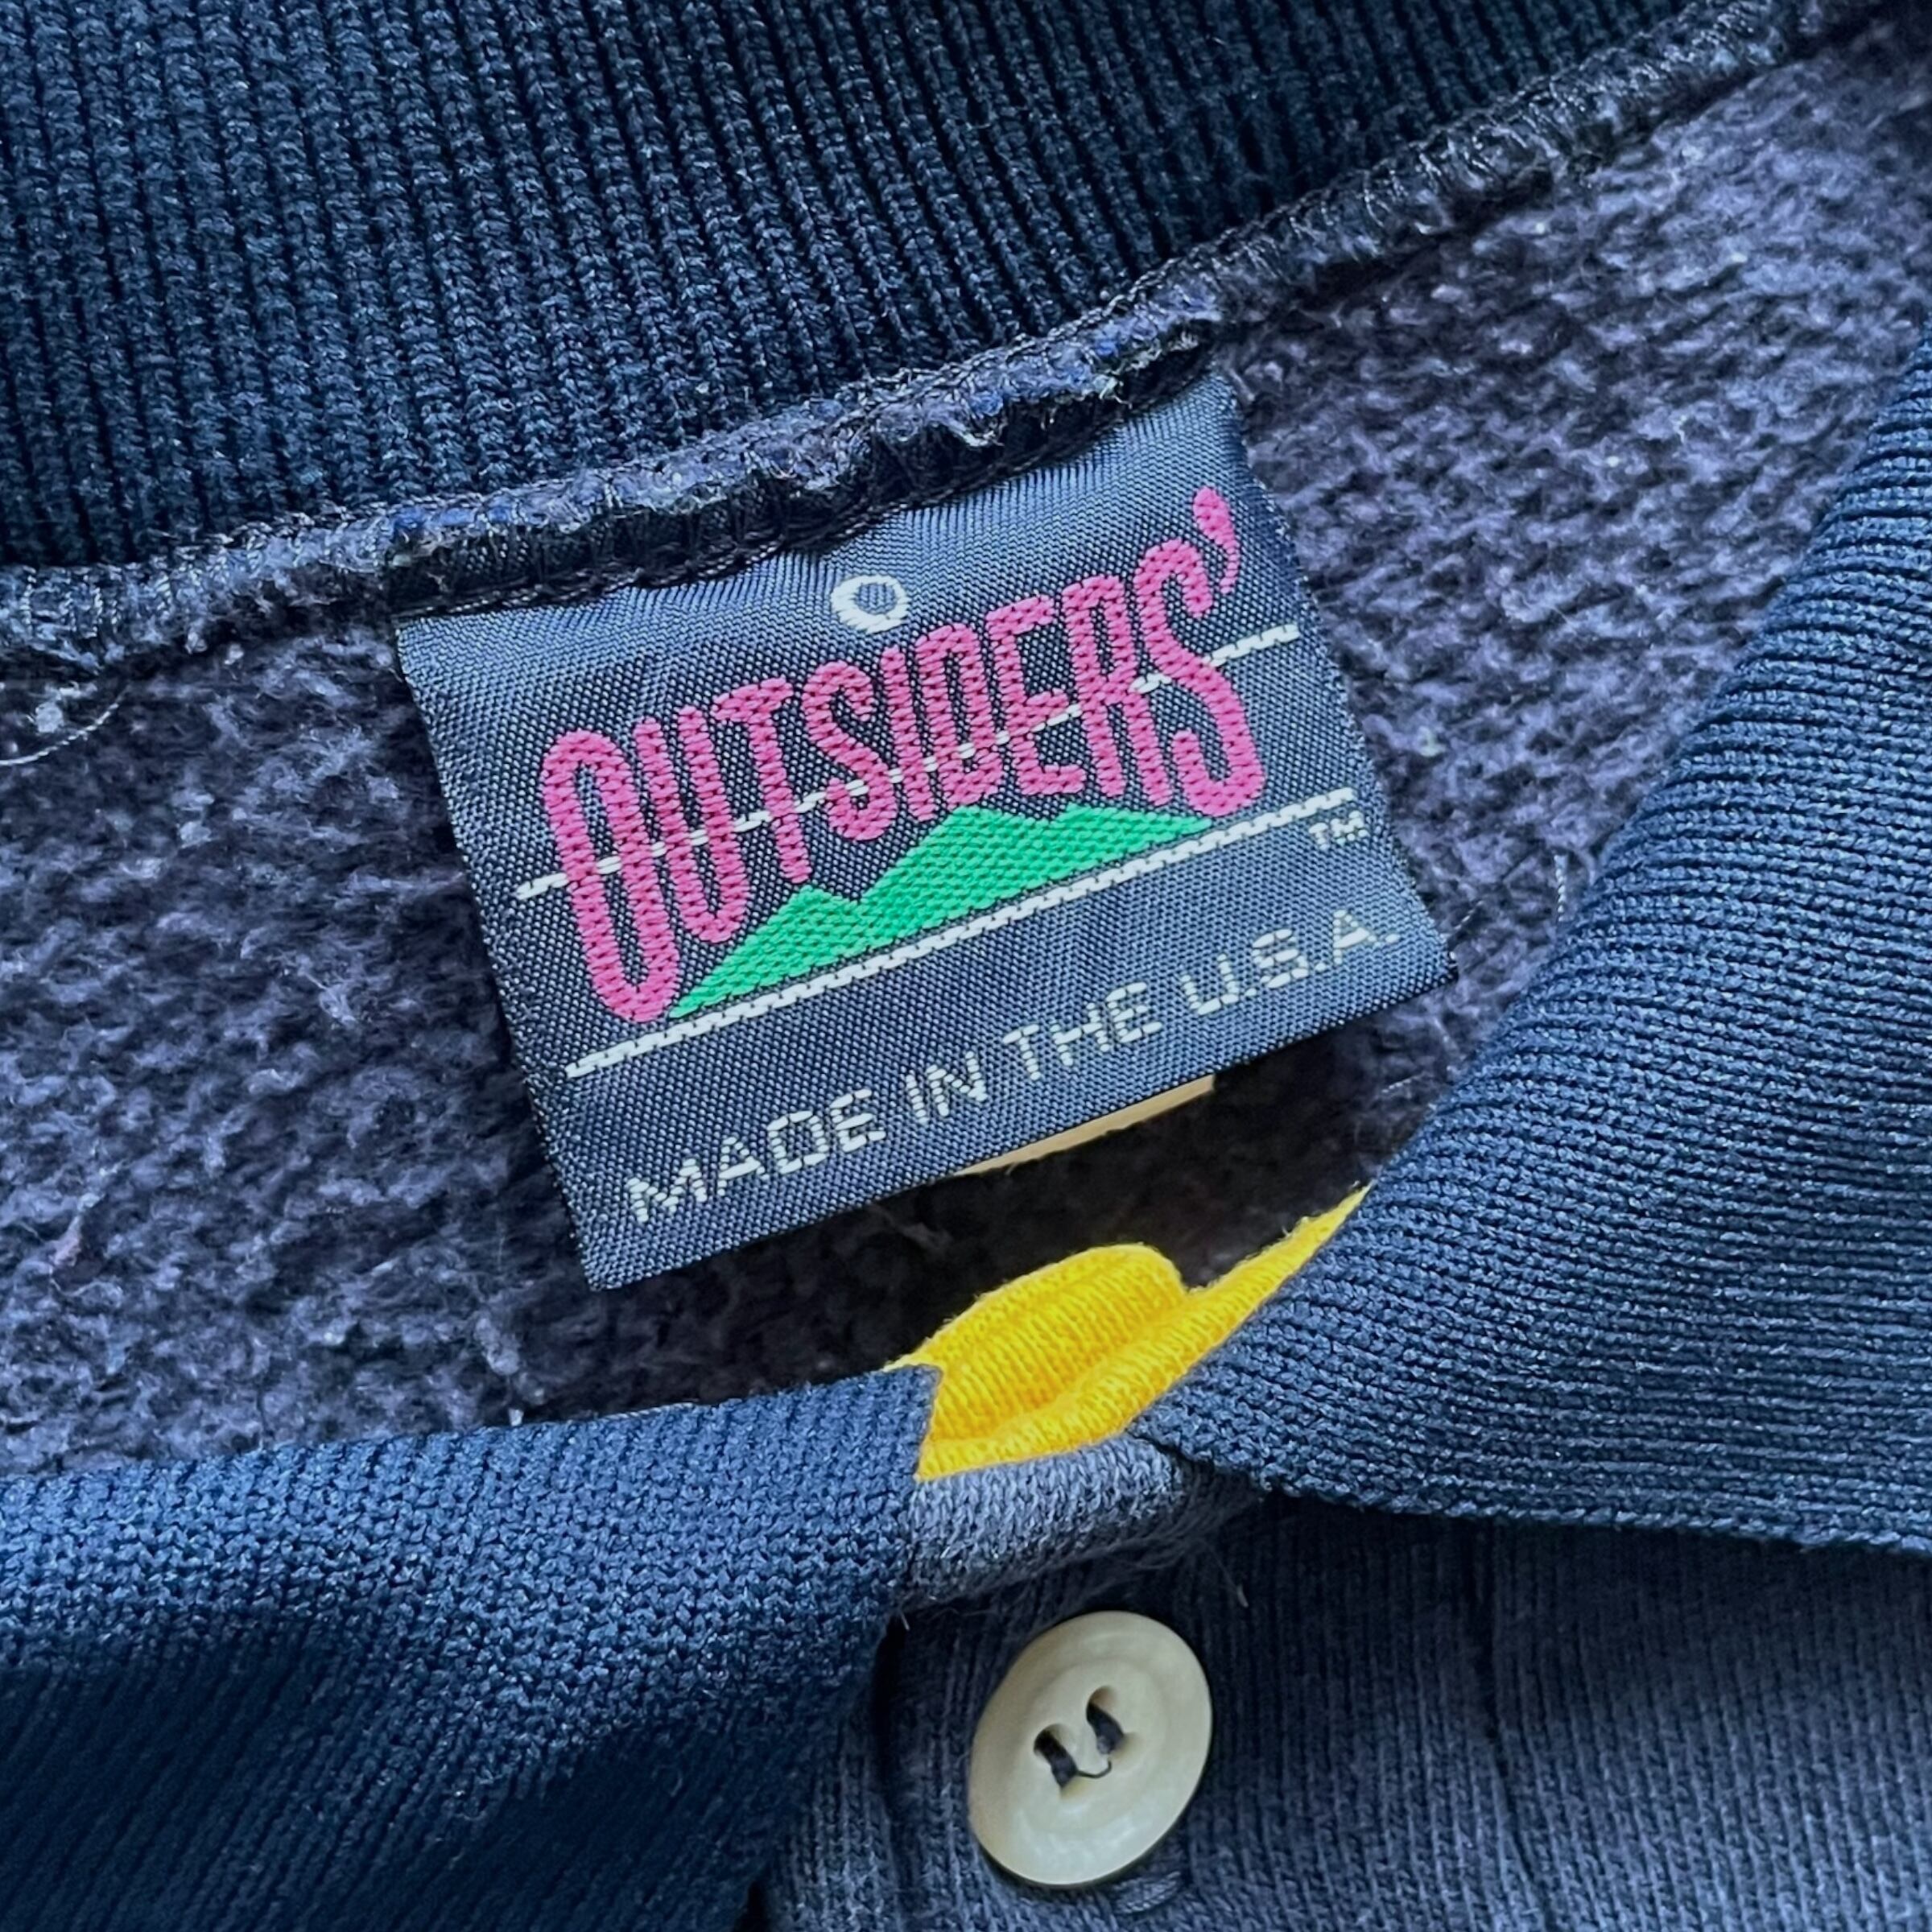 OUTSIDERS'
TM
MADE IN THE U.S.A.